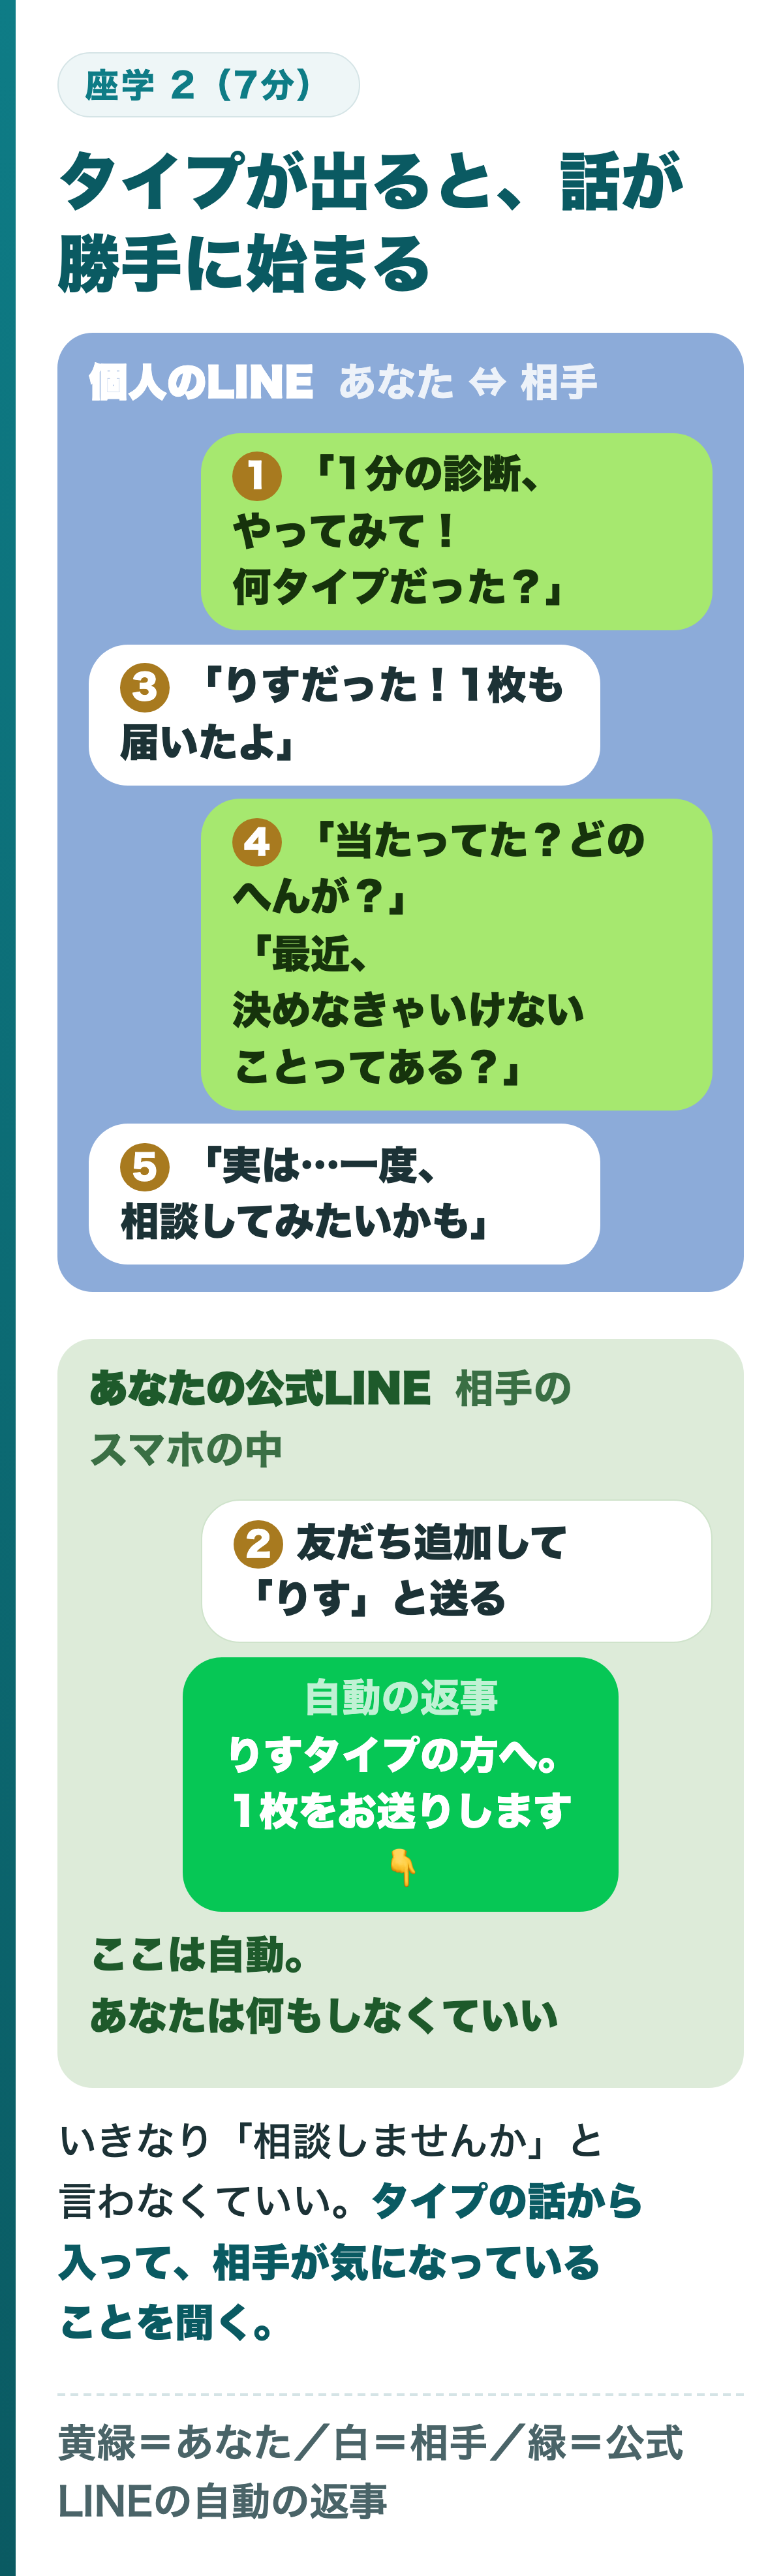 座学 2（7分）
タイプが出ると、話が
勝手に始まる
個人のLINE あなた ⇔ 相手
1 「1分の診断、
やってみて！
何タイプだった？」
3 「りすだった！1枚も
届いたよ」
4 「当たってた？どの
へんが？」
「最近、
決めなきゃいけない
ことってある？」
5 「実は…一度、
相談してみたいかも」
あなたの公式LINE 相手の
スマホの中
2 友だち追加して
「りす」と送る
自動の返事
りすタイプの方へ。
1枚をお送りします
👇
ここは自動。
あなたは何もしなくていい
いきなり「相談しませんか」と
言わなくていい。タイプの話から
入って、相手が気になっている
ことを聞く。
黄緑＝あなた／白＝相手／緑＝公式
LINEの自動の返事